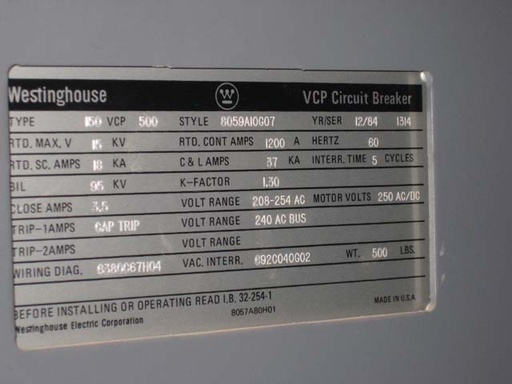 Westinghouse W VCP Circuit Breaker
TYPE 150 VCP 500 STYLE 8059A10G07 YR/SER 12/84 1314
RTD. MAX. V 15 KV RTD. CONT AMPS 1200 A HERTZ 60
RTD. SC. AMPS 18 KA C & L AMPS 37 KA INTERR. TIME 5 CYCLES
BIL 95 KV K-FACTOR 1.30
CLOSE AMPS 3.5 VOLT RANGE 208-254 AC MOTOR VOLTS 250 AC/DC
TRIP-1 AMPS CAP TRIP VOLT RANGE 240 AC BUS
TRIP-2 AMPS VOLT RANGE
WIRING DIAG. 6380C67H04 VAC. INTERR. 692C040G02 WT. 500 LBS.
BEFORE INSTALLING OR OPERATING READ I.B. 32-254-1
Westinghouse Electric Corporation 8057A80H01 MADE IN U.S.A.